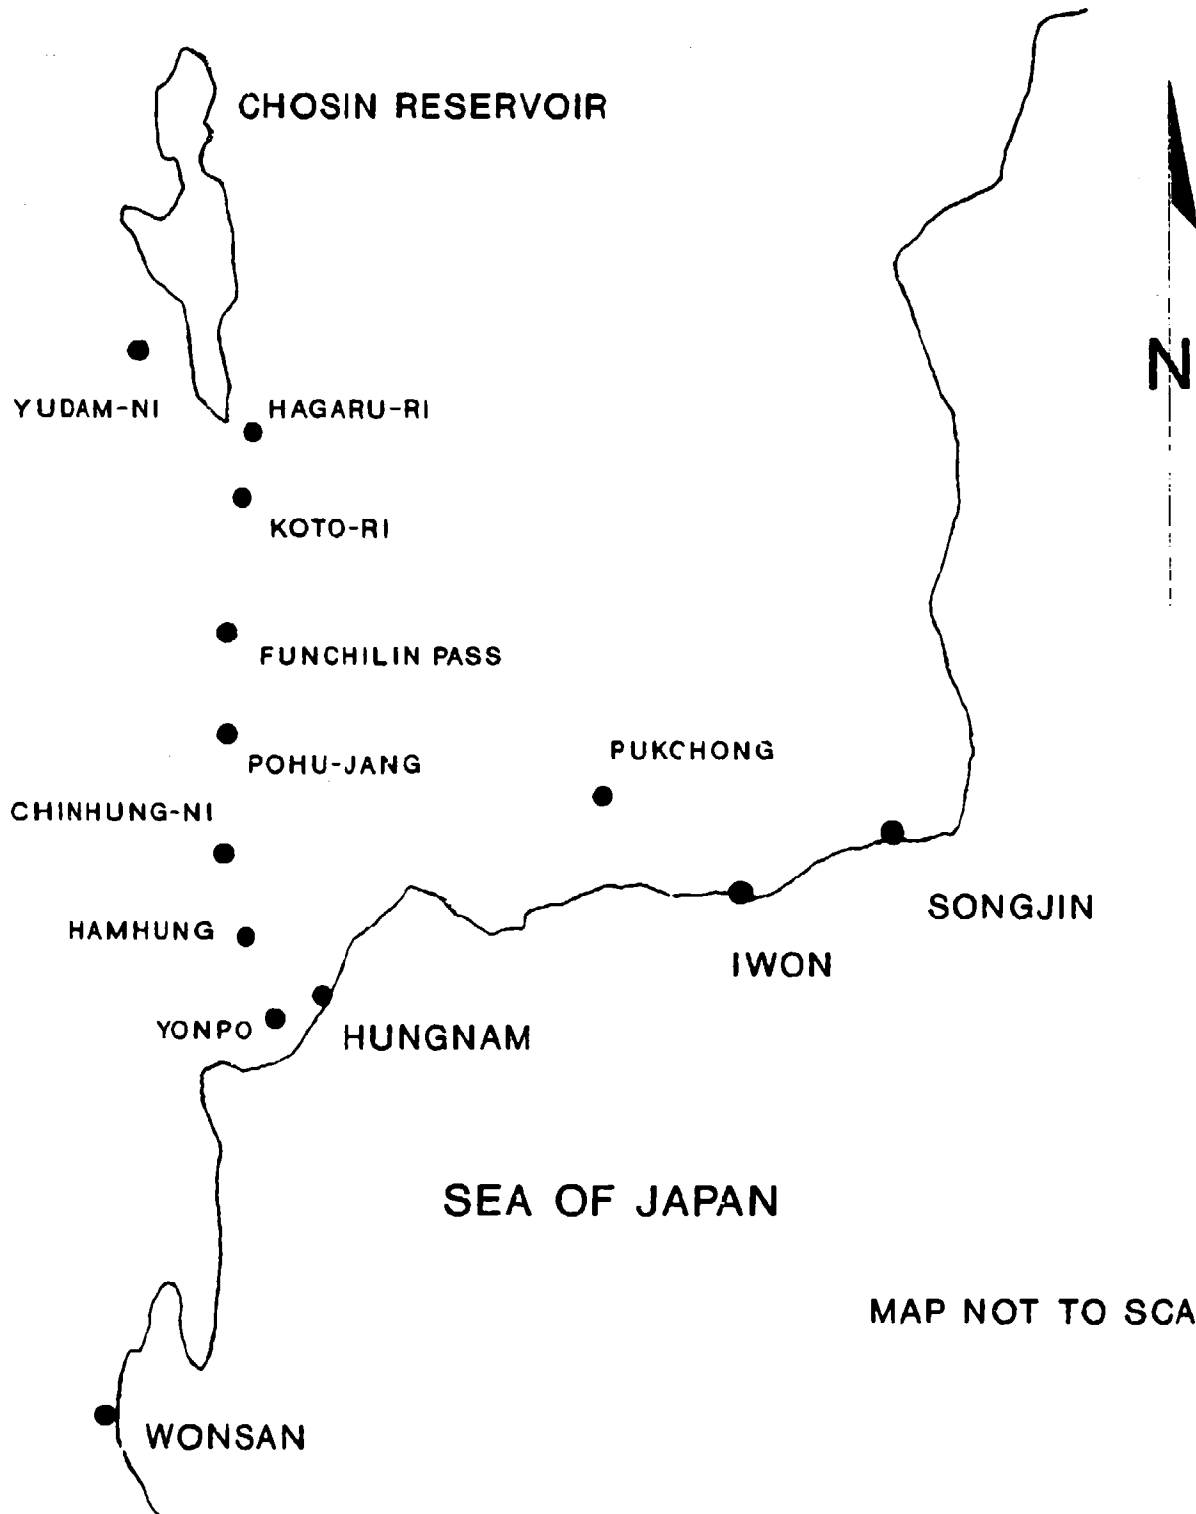 CHOSIN RESERVOIR
N
YUDAM-NI
HAGARU-RI
KOTO-RI
FUNCHILIN PASS
POHU-JANG
PUKCHONG
CHINHUNG-NI
SONGJIN
HAMHUNG
IWON
YONPO
HUNGNAM
SEA OF JAPAN
MAP NOT TO SCA
WONSAN